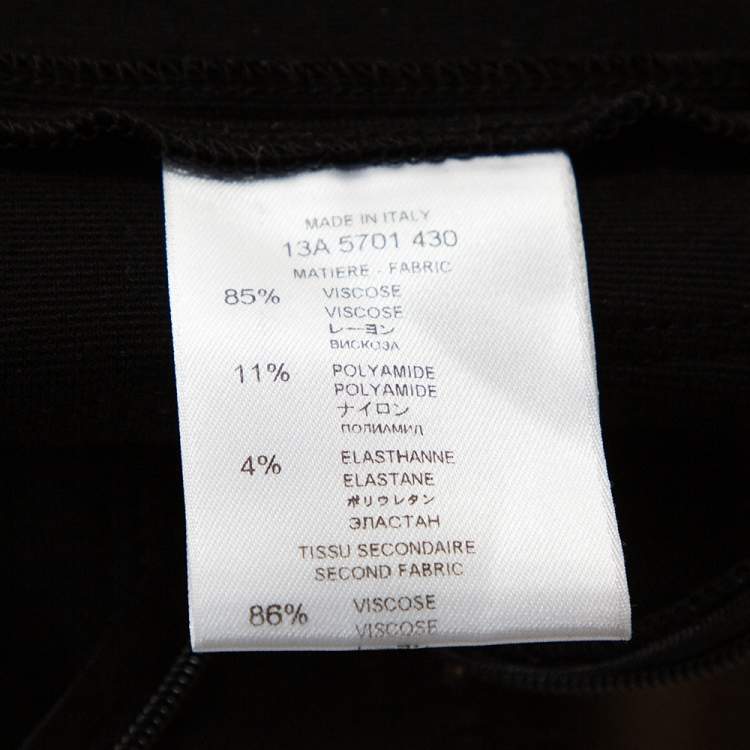 MADE IN ITALY
13A 5701 430
MATIERE - FABRIC
85% VISCOSE
VISCOSE
レーヨン
ВИСКОЗА
11% POLYAMIDE
POLYAMIDE
ナイロン
ПОЛИАМИД
4% ELASTHANNE
ELASTANE
ポリウレタン
ЭЛАСТАН
TISSU SECONDAIRE
SECOND FABRIC
86% VISCOSE
VISCOSE